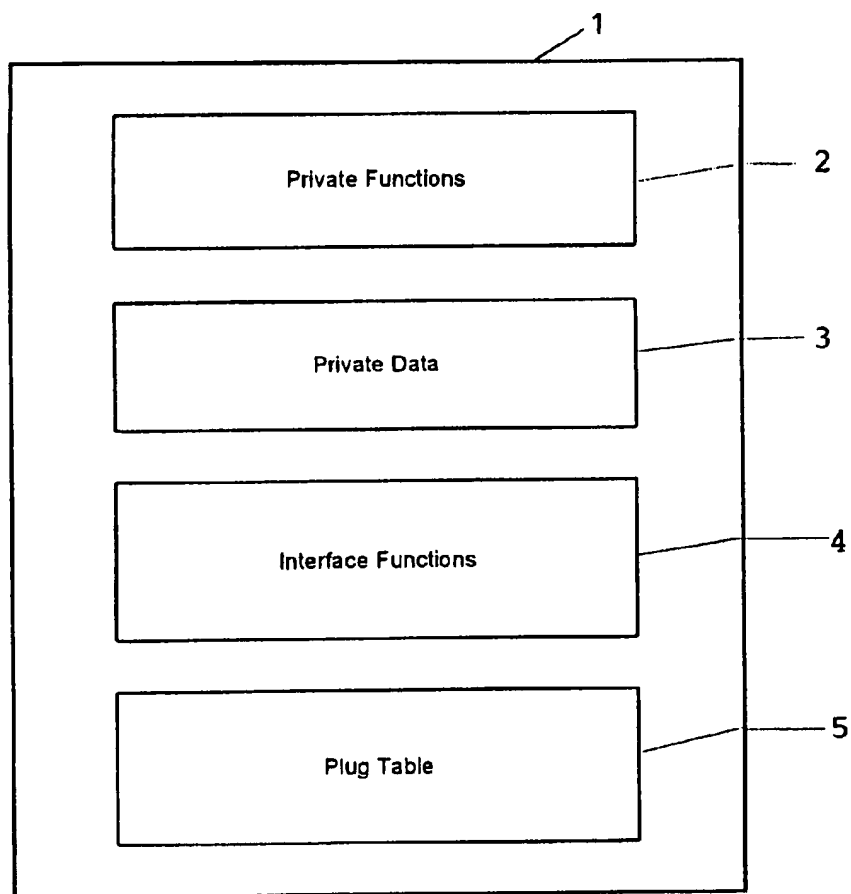 1
Private Functions
2
Private Data
3
Interface Functions
4
Plug Table
5